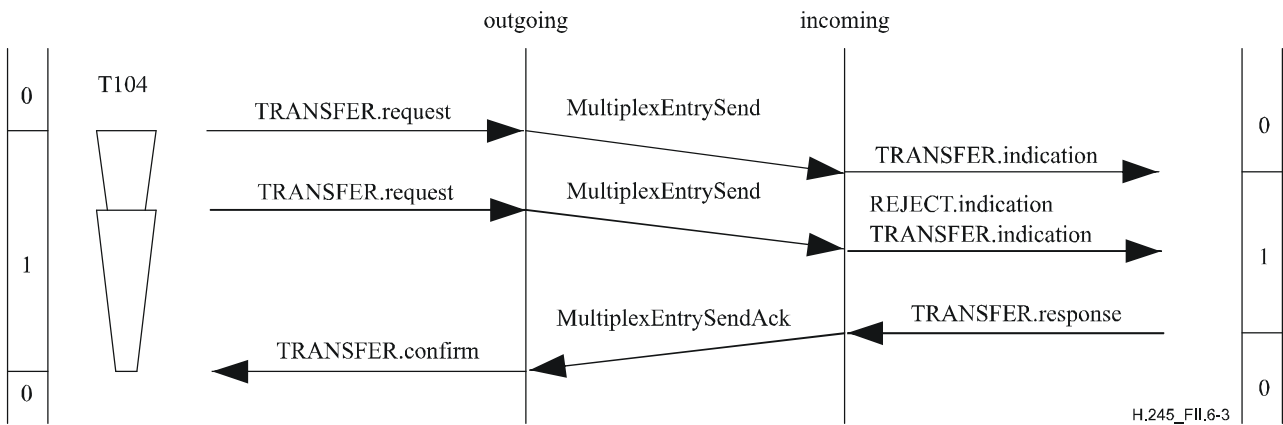 outgoing incoming
T104
0
0
TRANSFER.request MultiplexEntrySend
TRANSFER.indication
TRANSFER.request MultiplexEntrySend
REJECT.indication
TRANSFER.indication
1
1
MultiplexEntrySendAck TRANSFER.response
TRANSFER.confirm
0
0
H.245_FII.6-3